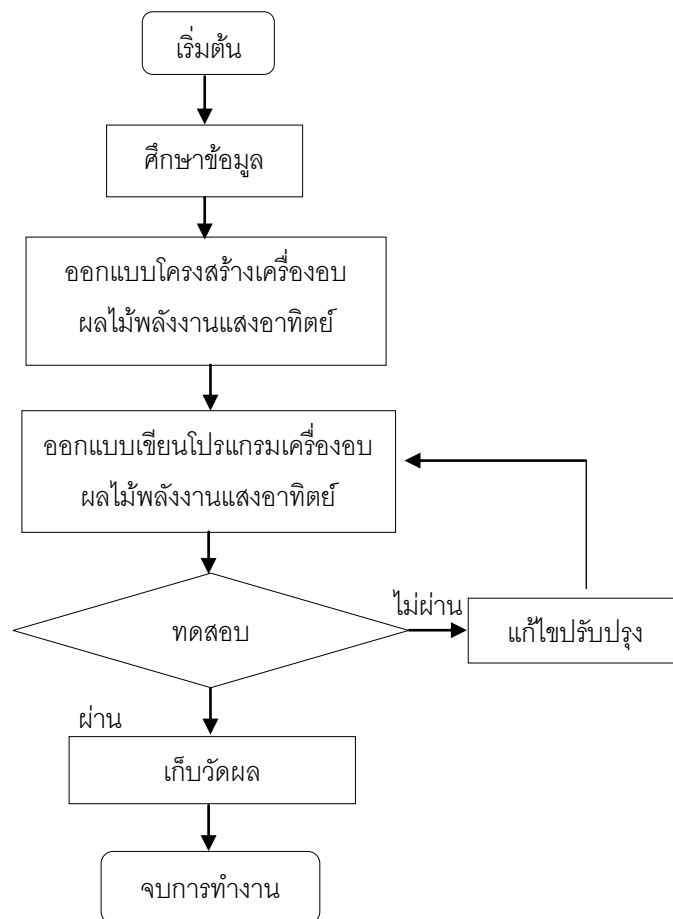 เริ่มต้น
ศึกษาข้อมูล
ออกแบบโครงสร้างเครื่องอบ
ผลไม้พลังงานแสงอาทิตย์
ออกแบบเขียนโปรแกรมเครื่องอบ
ผลไม้พลังงานแสงอาทิตย์
ทดสอบ
ไม่ผ่าน
แก้ไขปรับปรุง
ผ่าน
เก็บวัดผล
จบการทำงาน